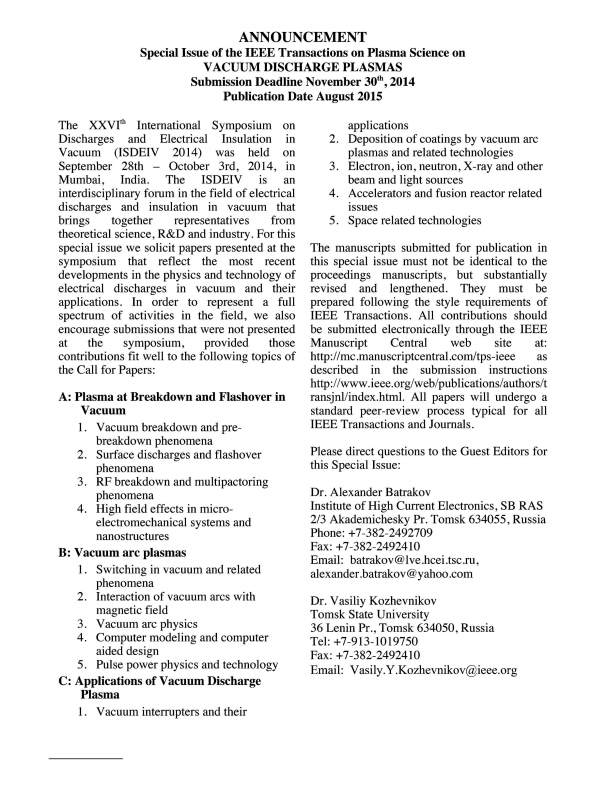 ANNOUNCEMENT
Special Issue of the IEEE Transactions on Plasma Science on
VACUUM DISCHARGE PLASMAS
Submission Deadline November 30th, 2014
Publication Date August 2015
The XXVIth International Symposium on
Discharges and Electrical Insulation in
Vacuum (ISDEIV 2014) was held on
September 28th – October 3rd, 2014, in
Mumbai, India. The ISDEIV is an
interdisciplinary forum in the field of electrical
discharges and insulation in vacuum that
brings together representatives from
theoretical science, R&D and industry. For this
special issue we solicit papers presented at the
symposium that reflect the most recent
developments in the physics and technology of
electrical discharges in vacuum and their
applications. In order to represent a full
spectrum of activities in the field, we also
encourage submissions that were not presented
at the symposium, provided those
contributions fit well to the following topics of
the Call for Papers:
A: Plasma at Breakdown and Flashover in
Vacuum
1. Vacuum breakdown and pre-
breakdown phenomena
2. Surface discharges and flashover
phenomena
3. RF breakdown and multipactoring
phenomena
4. High field effects in micro-
electromechanical systems and
nanostructures
B: Vacuum arc plasmas
1. Switching in vacuum and related
phenomena
2. Interaction of vacuum arcs with
magnetic field
3. Vacuum arc physics
4. Computer modeling and computer
aided design
5. Pulse power physics and technology
C: Applications of Vacuum Discharge
Plasma
1. Vacuum interrupters and their
applications
2. Deposition of coatings by vacuum arc
plasmas and related technologies
3. Electron, ion, neutron, X-ray and other
beam and light sources
4. Accelerators and fusion reactor related
issues
5. Space related technologies
The manuscripts submitted for publication in
this special issue must not be identical to the
proceedings manuscripts, but substantially
revised and lengthened. They must be
prepared following the style requirements of
IEEE Transactions. All contributions should
be submitted electronically through the IEEE
Manuscript Central web site at:
http://mc.manuscriptcentral.com/tps-ieee as
described in the submission instructions
http://www.ieee.org/web/publications/authors/t
ransjnl/index.html. All papers will undergo a
standard peer-review process typical for all
IEEE Transactions and Journals.
Please direct questions to the Guest Editors for
this Special Issue:
Dr. Alexander Batrakov
Institute of High Current Electronics, SB RAS
2/3 Akademichesky Pr. Tomsk 634055, Russia
Phone: +7-382-2492709
Fax: +7-382-2492410
Email: batrakov@lve.hcei.tsc.ru,
alexander.batrakov@yahoo.com
Dr. Vasiliy Kozhevnikov
Tomsk State University
36 Lenin Pr., Tomsk 634050, Russia
Tel: +7-913-1019750
Fax: +7-382-2492410
Email: Vasily.Y.Kozhevnikov@ieee.org